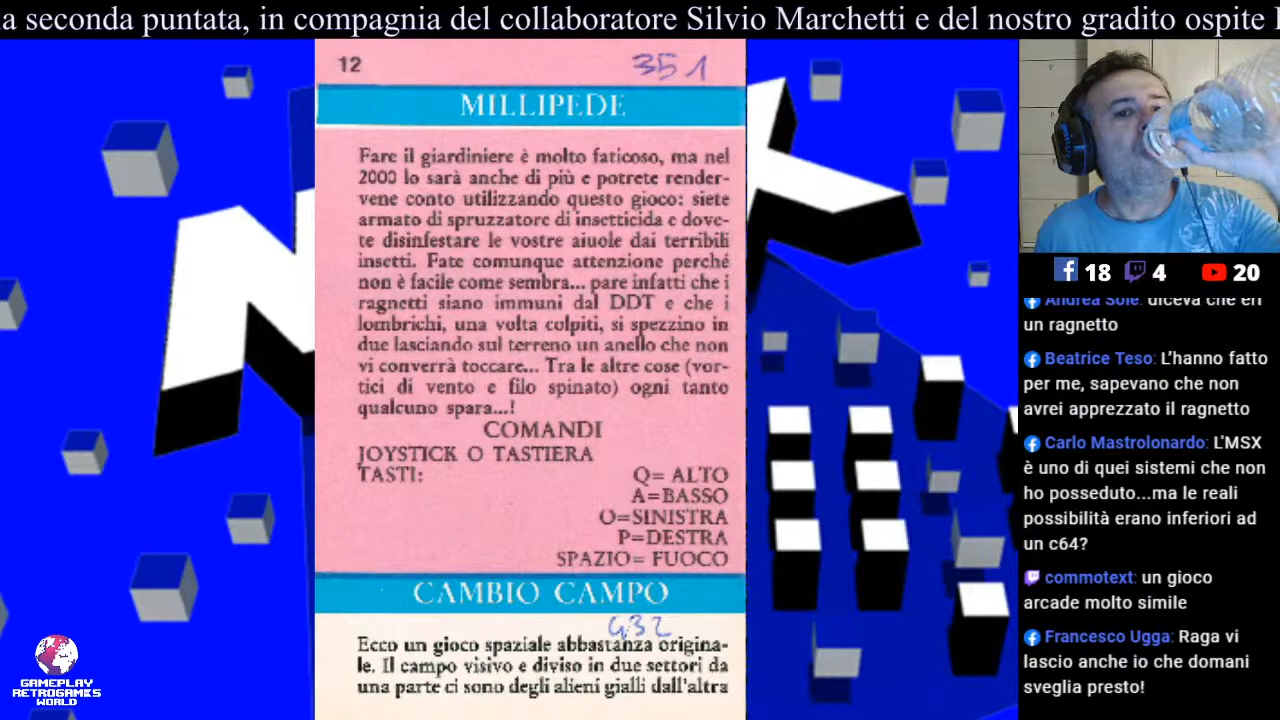 la seconda puntata, in compagnia del collaboratore Silvio Marchetti e del nostro gradito ospite
12
351
MILLIPEDE
Fare il giardiniere è molto faticoso, ma nel
2000 lo sarà anche di più e potrete render-
vene conto utilizzando questo gioco: siete
armato di spruzzatore di insetticida e dove-
te disinfestare le vostre aiuole dai terribili
insetti. Fate comunque attenzione perché
non è facile come sembra... pare infatti che i
ragnetti siano immuni dal DDT e che i
lombrichi, una volta colpiti, si spezzino in
due lasciando sul terreno un anello che non
vi converrà toccare... Tra le altre cose (vor-
tici di vento e filo spinato) ogni tanto
qualcuno spara...!
COMANDI
JOYSTICK O TASTIERA
TASTI: Q= ALTO
A=BASSO
O=SINISTRA
P=DESTRA
SPAZIO= FUOCO
CAMBIO CAMPO
432
Ecco un gioco spaziale abbastanza origina-
le. Il campo visivo e diviso in due settori da
una parte ci sono degli alieni gialli dall'altra
18 4 20
Andrea Sole: diceva che eri
un ragnetto
Beatrice Teso: L'hanno fatto
per me, sapevano che non
avrei apprezzato il ragnetto
Carlo Mastrolonardo: L'MSX
è uno di quei sistemi che non
ho posseduto...ma le reali
possibilità erano inferiori ad
un c64?
commotext: un gioco
arcade molto simile
Francesco Ugga: Raga vi
lascio anche io che domani
sveglia presto!
GAMEPLAY
RETROGAMES
WORLD